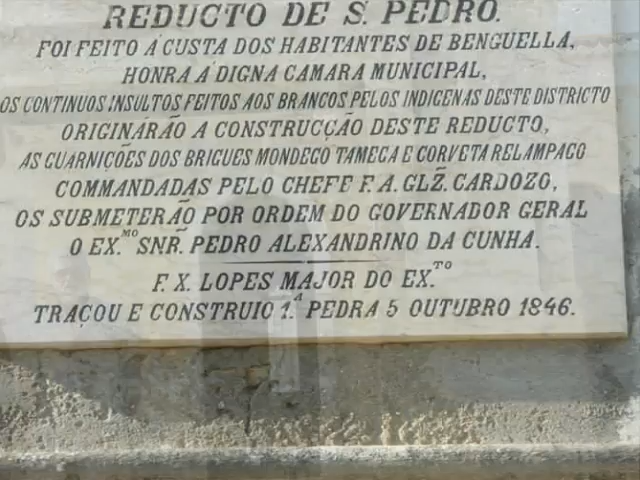 REDUCTO DE S. PEDRO.
FOI FEITO Á CUSTA DOS HABITANTES DE BENGUELLA,
HONRA Á DIGNA CAMARA MUNICIPAL,
OS CONTINUOS INSULTOS FEITOS AOS BRANCOS PELOS INDIGENAS DESTE DISTRICTO
ORIGINÁRÃO A CONSTRUCÇÃO DESTE REDUCTO,
AS GUARNIÇÕES DOS BRIGUES MONDEGO TAMEGA E CORVETA RELAMPAGO
COMMANDADAS PELO CHEFE F. A. GLZ̃. CARDOZO,
OS SUBMETERÃO POR ORDEM DO GOVERNADOR GERAL
O EX.MO SNR̃. PEDRO ALEXANDRINO DA CUNHA.
F. X. LOPES MAJOR DO EX.TO
TRAÇOU E CONSTRUIO 1.A PEDRA 5 OUTUBRO 1846.